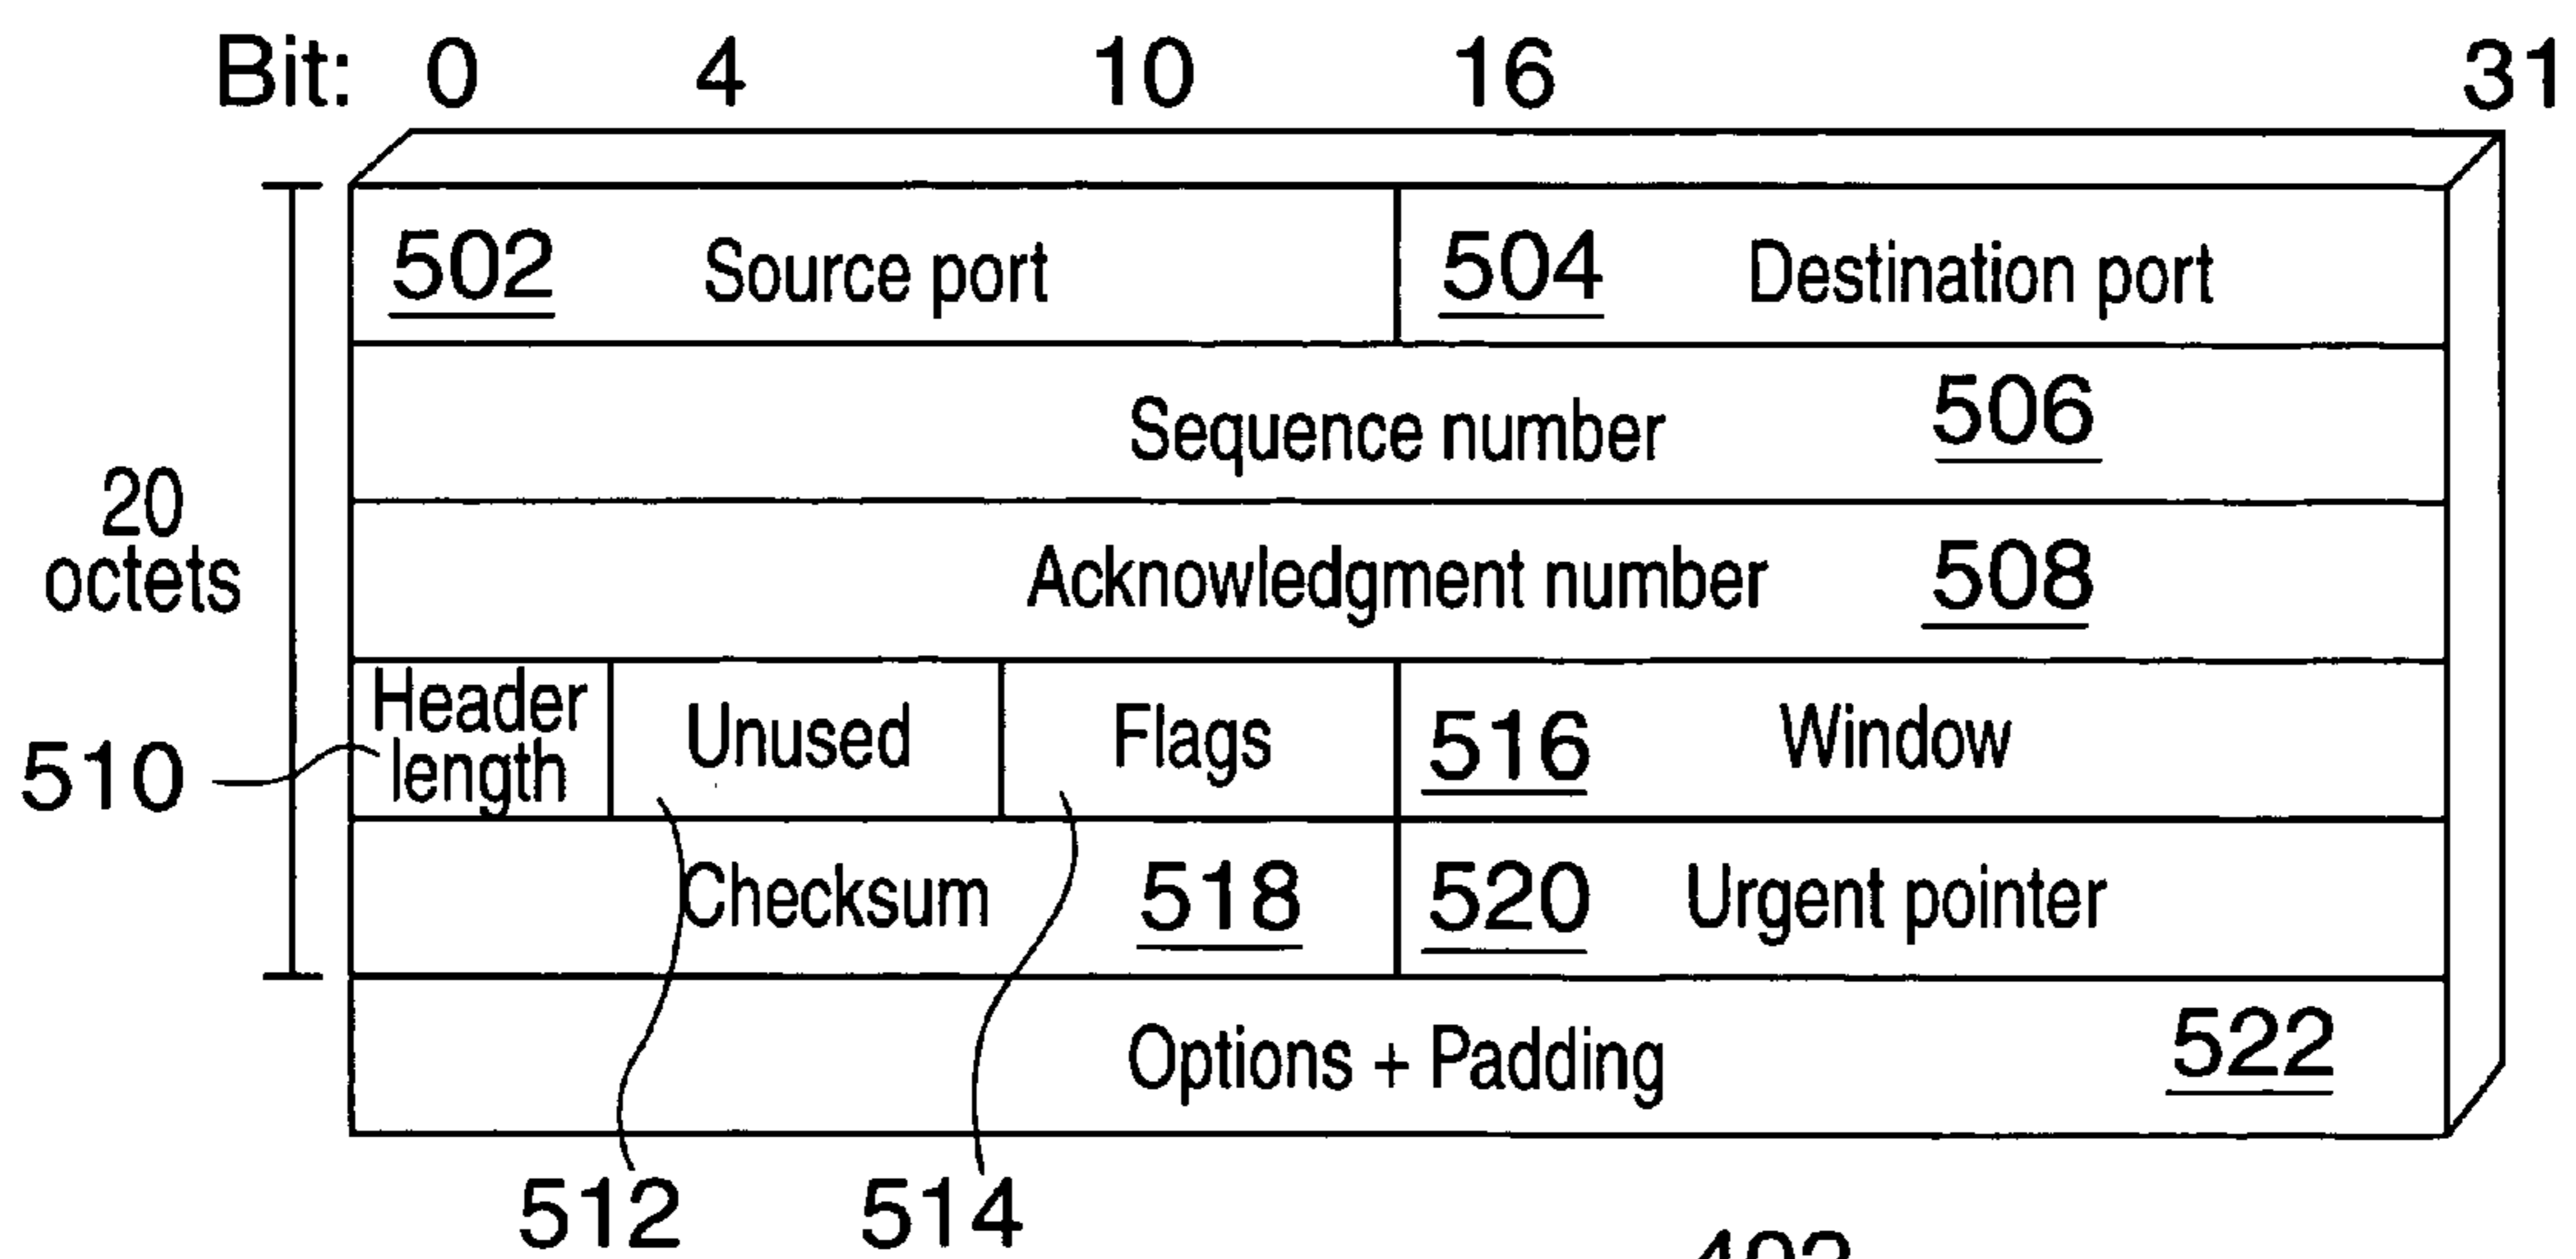 Bit: 0 4 10 16 31
502 Source port 504 Destination port
Sequence number 506
20
octets
Acknowledgment number 508
510
Header
length
Unused Flags 516 Window
Checksum 518 520 Urgent pointer
Options + Padding 522
512 514